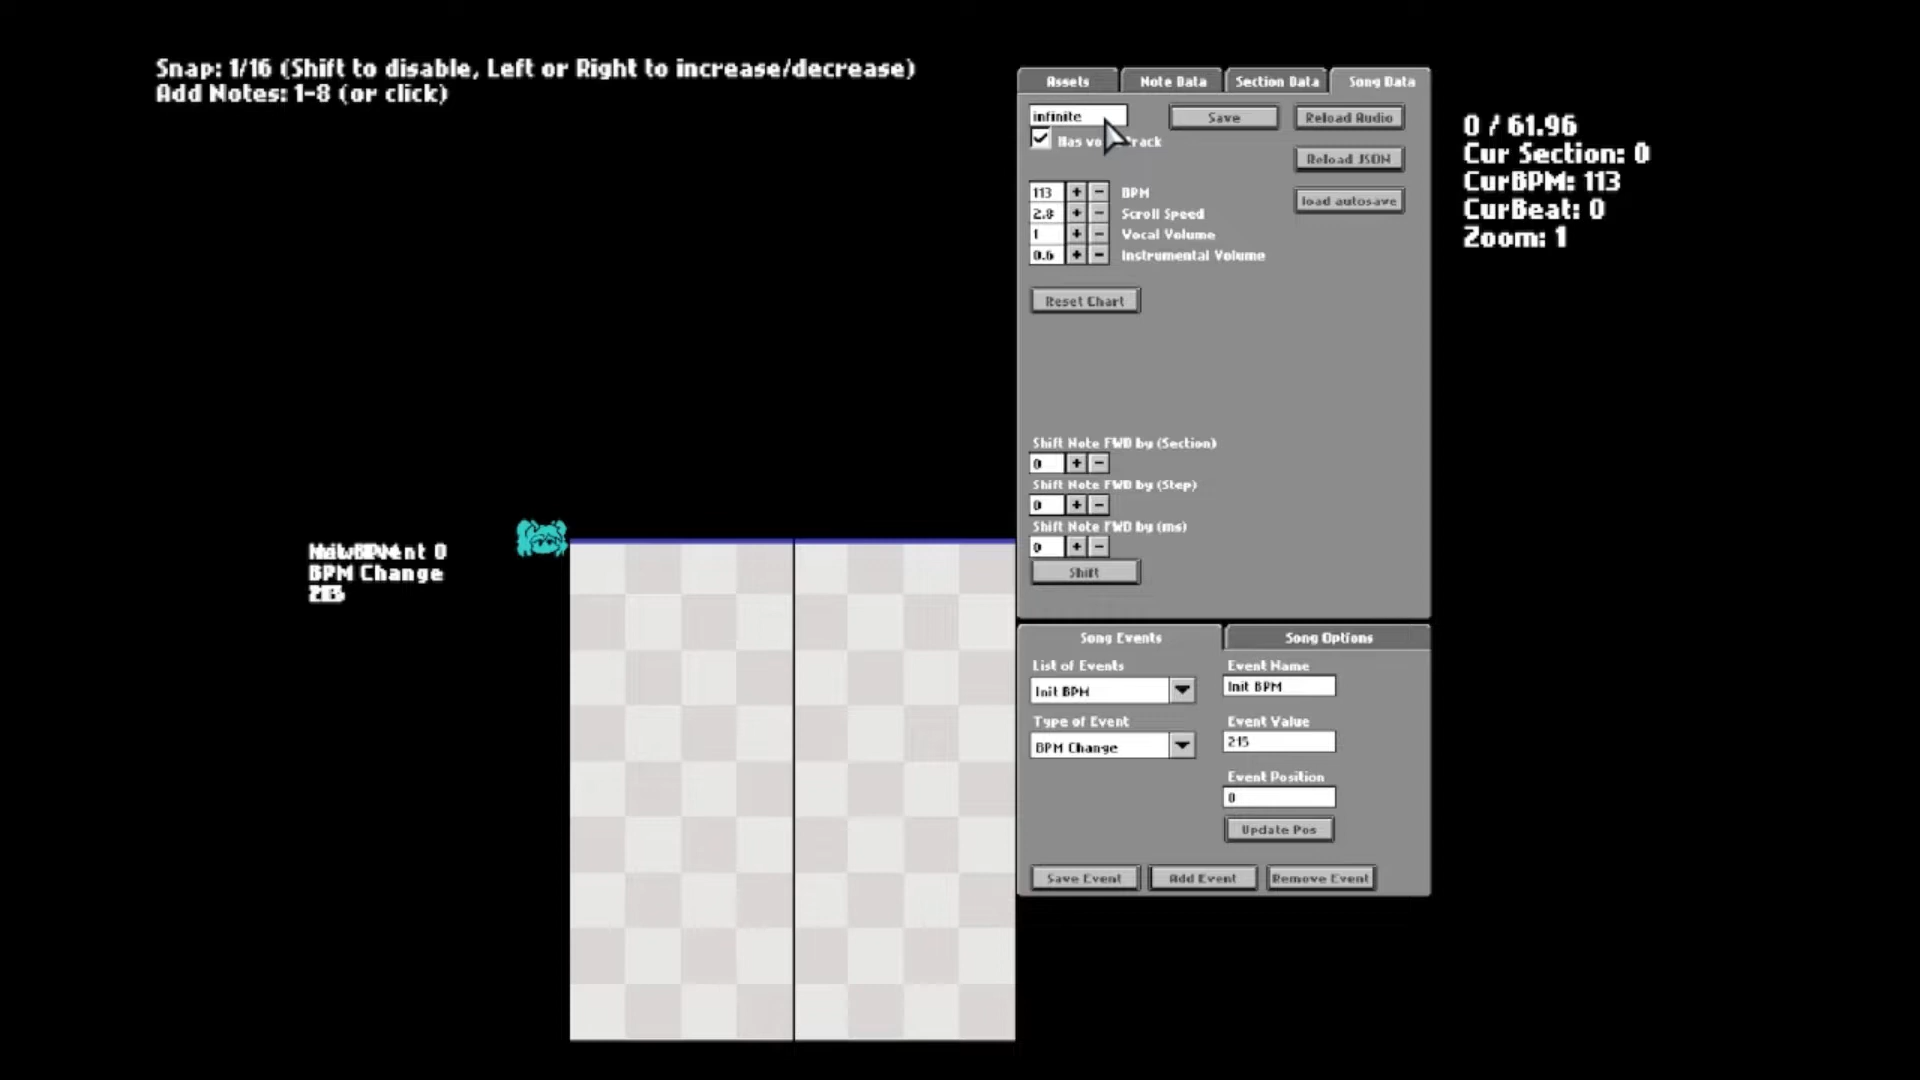 Snap: 1/16 (Shift to disable, Left or Right to increase/decrease)
Add Notes: 1-8 (or click)
Assets
Note Data
Section Data
Song Data
infinite
Save
Reload Audio
Has vo rack
Reload JSON
load autosave
113 + - BPM
2.8 + - Scroll Speed
1 + - Vocal Volume
0.6 + - Instrumental Volume
Reset Chart
0 / 61.96
Cur Section: 0
CurBPM: 113
CurBeat: 0
Zoom: 1
Shift Note FWD by (Section)
0 + -
Shift Note FWD by (Step)
0 + -
Shift Note FWD by (ms)
0 + -
Shift
0
BPM Change
Song Events
Song Options
List of Events
Event Name
Init BPM
Init BPM
Type of Event
Event Value
BPM Change
215
Event Position
0
Update Pos
Save Event
Add Event
Remove Event